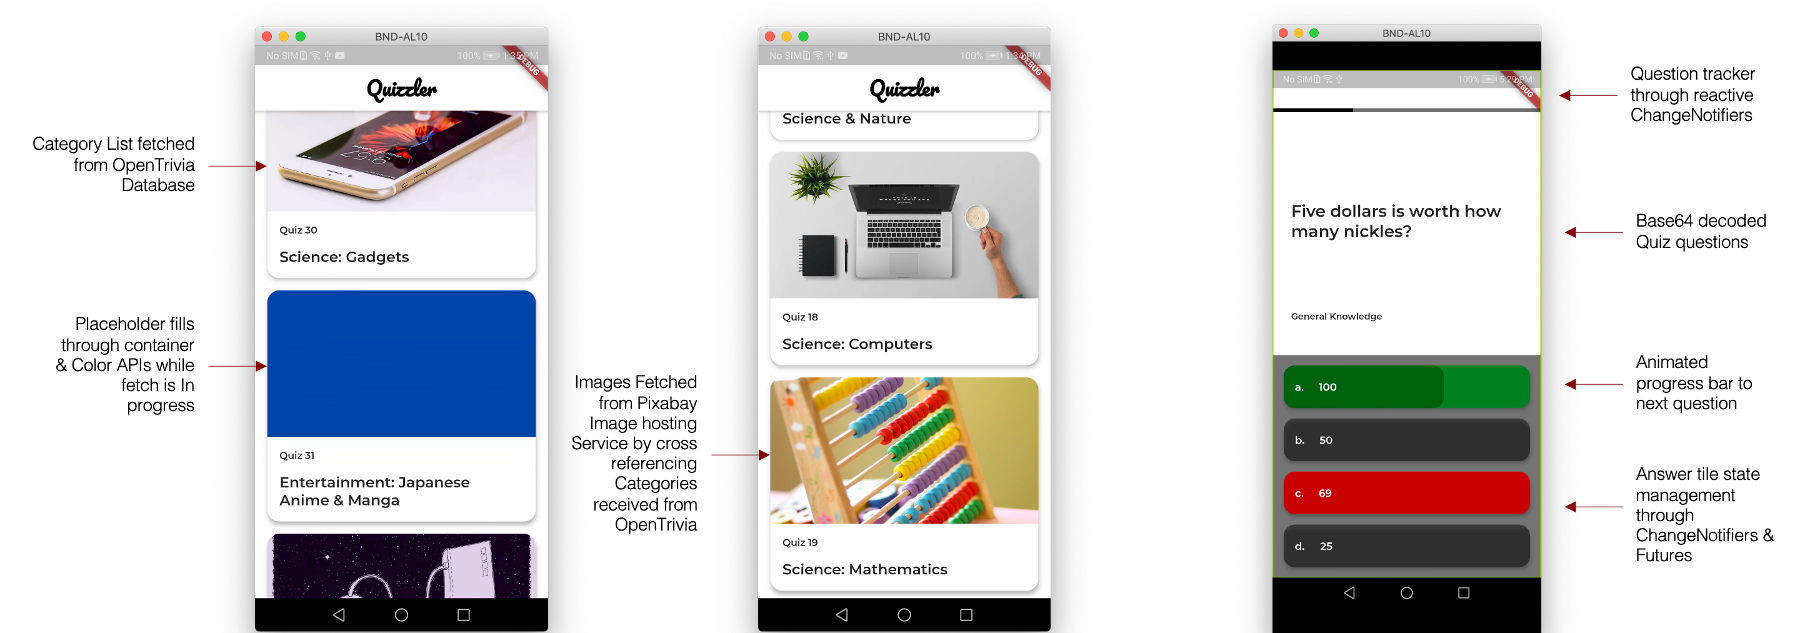 Category List fetched
from OpenTrivia
Database
Placeholder fills
through container
& Color APIs while
fetch is In
progress
BND-AL10
No SIM 100% 1:35 PM
DEBUG
Quizzler
Quiz 30
Science: Gadgets
Quiz 31
Entertainment: Japanese
Anime & Manga
Images Fetched
from Pixabay
Image hosting
Service by cross
referencing
Categories
received from
OpenTrivia
BND-AL10
No SIM 100% 1:34 PM
DEBUG
Quizzler
Science & Nature
Quiz 18
Science: Computers
Quiz 19
Science: Mathematics
BND-AL10
No SIM 100% 5:29 PM
DEBUG
Five dollars is worth how
many nickles?
General Knowledge
a. 100
b. 50
c. 69
d. 25
Question tracker
through reactive
ChangeNotifiers
Base64 decoded
Quiz questions
Animated
progress bar to
next question
Answer tile state
management
through
ChangeNotifiers &
Futures